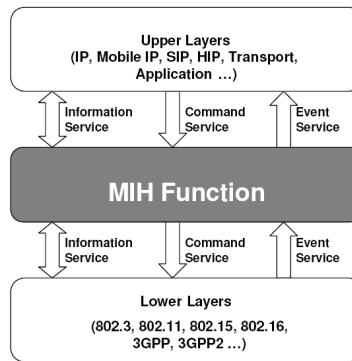 Upper Layers
(IP, Mobile IP, SIP, HIP, Transport,
Application ...)
Information
Service
Command
Service
Event
Service
MIH Function
Information
Service
Command
Service
Event
Service
Lower Layers
(802.3, 802.11, 802.15, 802.16,
3GPP, 3GPP2 ...)